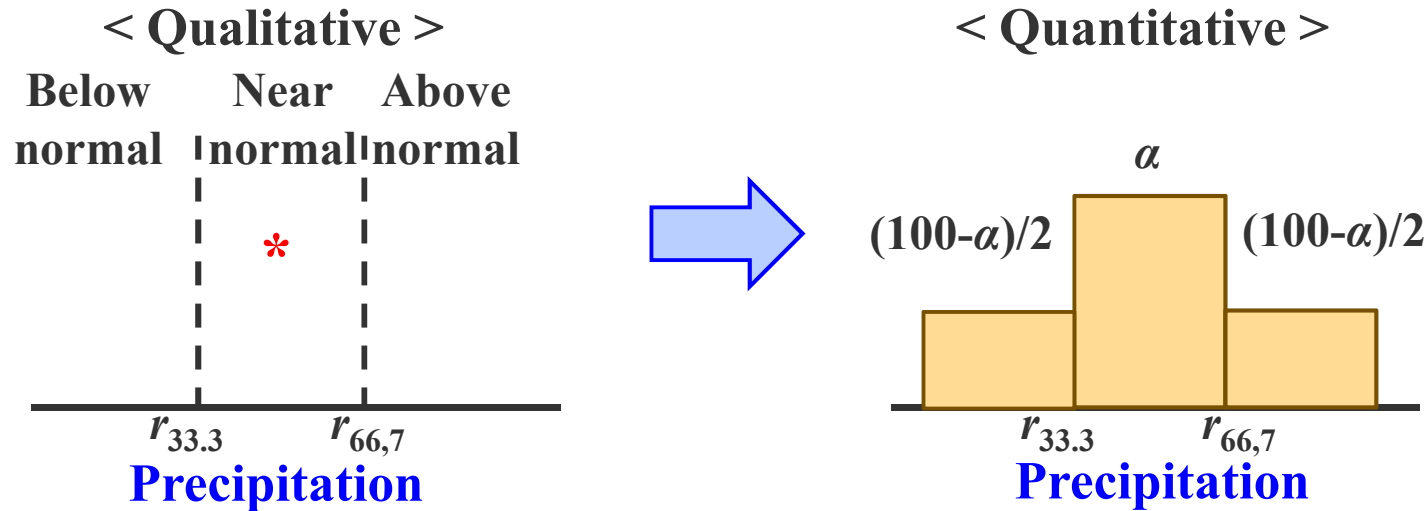 < Qualitative >
Below Near Above
normal normal normal
*
r33.3 r66,7
Precipitation
< Quantitative >
α
(100-α)/2 (100-α)/2
r33.3 r66,7
Precipitation